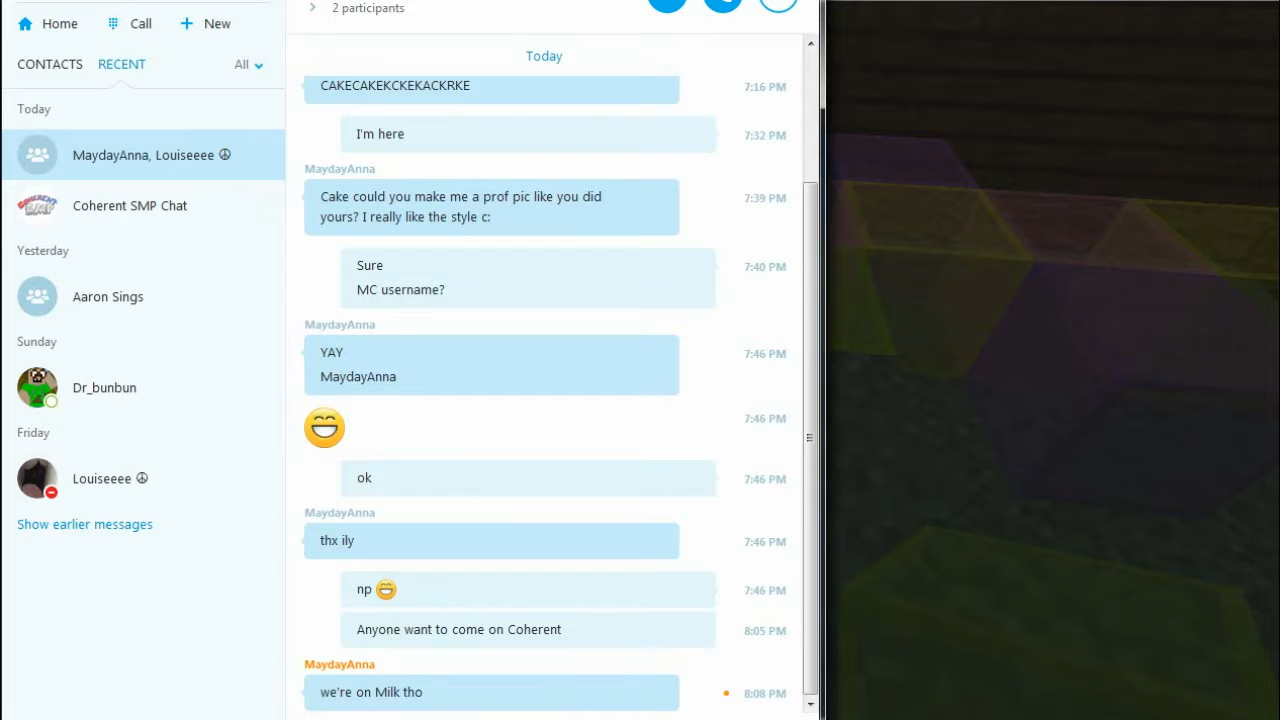 Home
Call
New
CONTACTS
RECENT
All
Today
MaydayAnna, Louiseeee ☮
Coherent SMP Chat
COHERENT
SMP
Yesterday
Aaron Sings
Sunday
Dr_bunbun
Friday
Louiseeee ☮
Show earlier messages
2 participants
Today
CAKECAKEKCKEKACKRKE
7:16 PM
I'm here
7:32 PM
MaydayAnna
Cake could you make me a prof pic like you did
yours? I really like the style c:
7:39 PM
Sure
7:40 PM
MC username?
MaydayAnna
YAY
7:46 PM
MaydayAnna
7:46 PM
ok
7:46 PM
MaydayAnna
thx ily
7:46 PM
np
7:46 PM
Anyone want to come on Coherent
8:05 PM
MaydayAnna
we're on Milk tho
8:08 PM